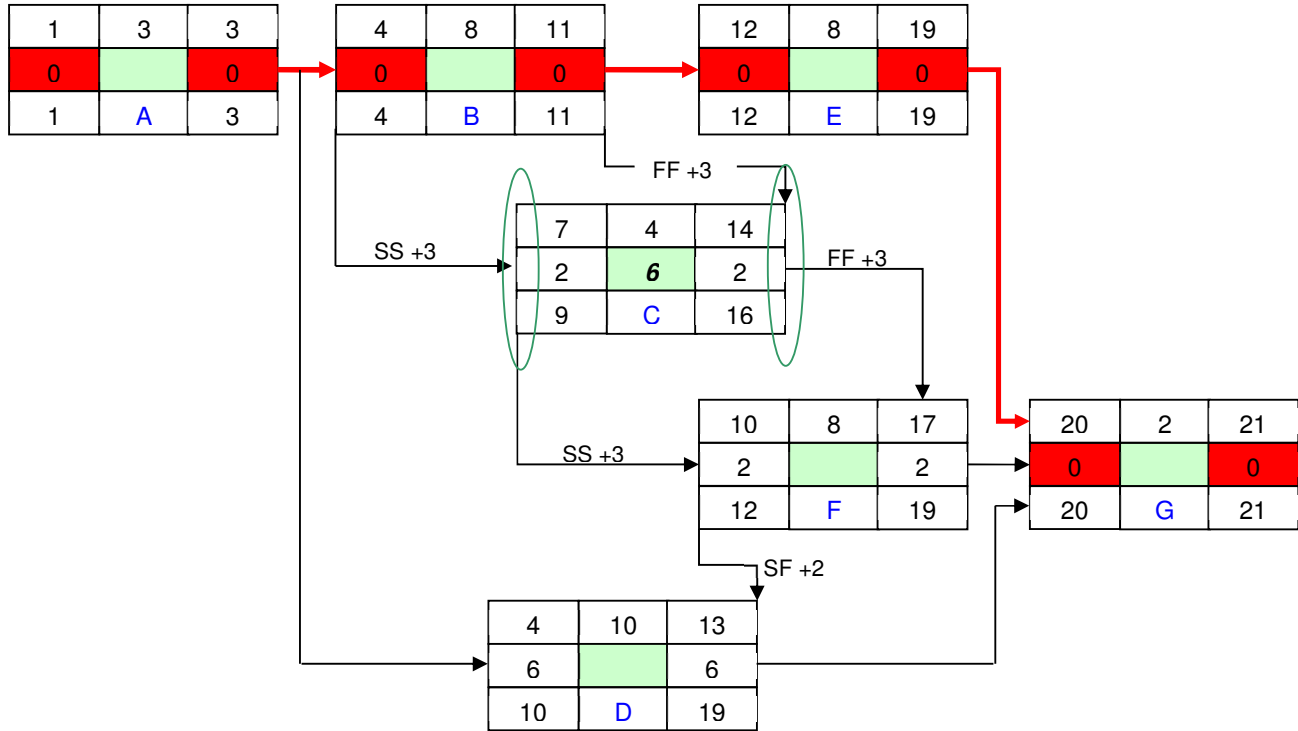 1 3 3 4 8 11 12 8 19
0 0 0 0 0 0
1 A 3 4 B 11 12 E 19
FF +3
7 4 14
SS +3 2 6 2 FF +3
9 C 16
10 8 17 20 2 21
SS +3 2 2 0 0
12 F 19 20 G 21
SF +2
4 10 13
6 6
10 D 19